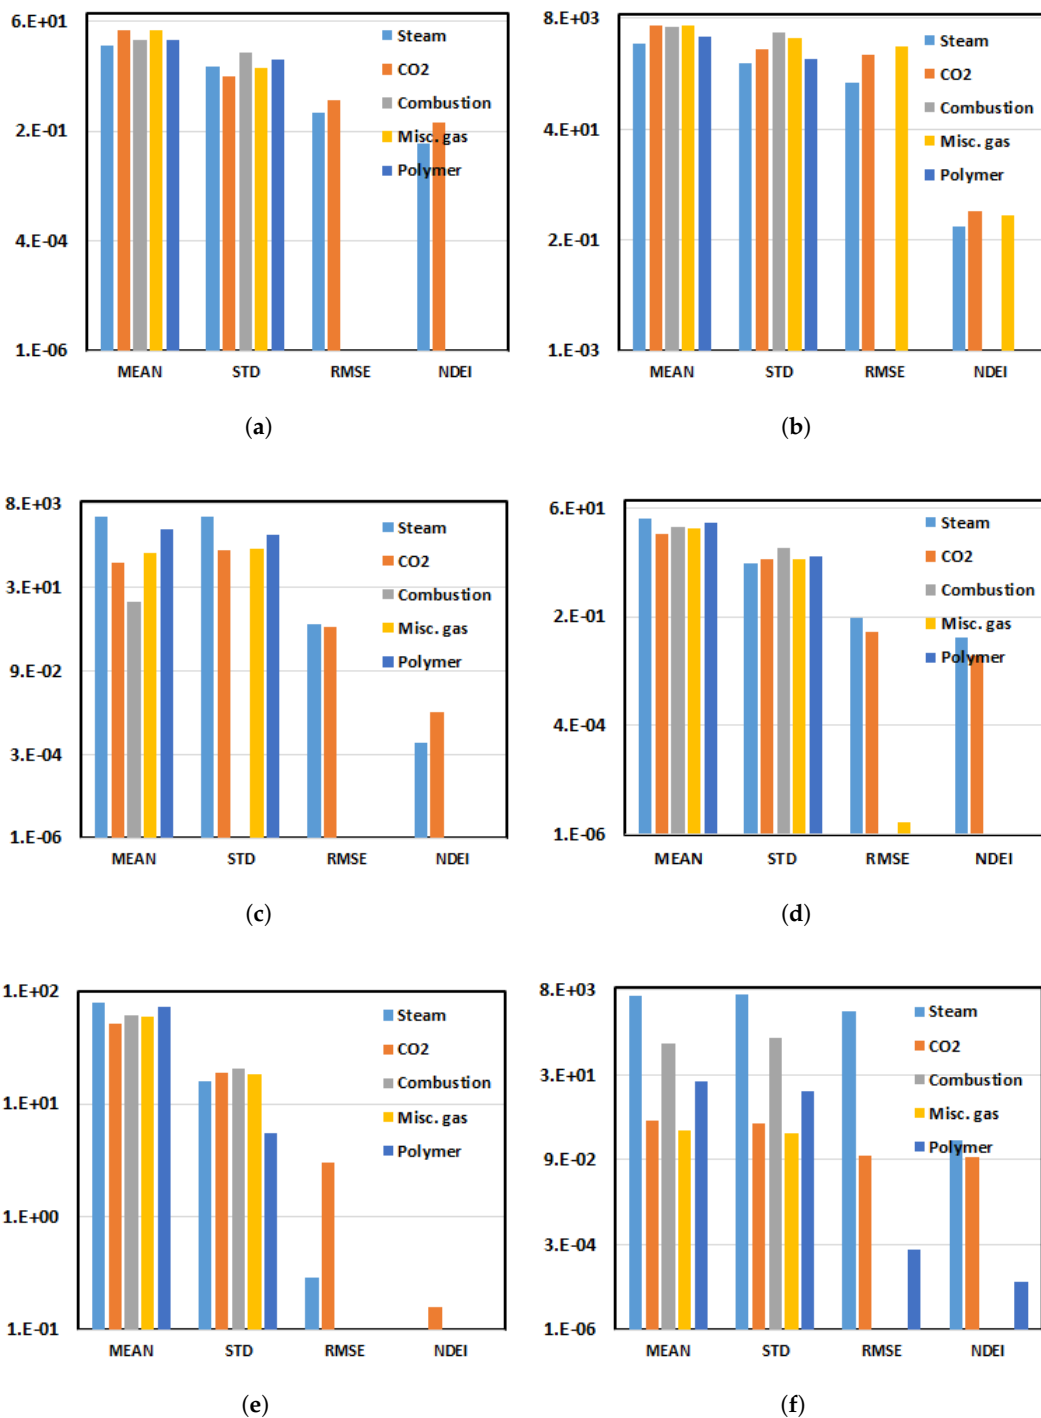 6.E+01
2.E-01
4.E-04
1.E-06
Steam
CO2
Combustion
Misc. gas
Polymer
MEAN STD RMSE NDEI
(a)
8.E+03
4.E+01
2.E-01
1.E-03
Steam
CO2
Combustion
Misc. gas
Polymer
MEAN STD RMSE NDEI
(b)
8.E+03
3.E+01
9.E-02
3.E-04
1.E-06
Steam
CO2
Combustion
Misc. gas
Polymer
MEAN STD RMSE NDEI
(c)
6.E+01
2.E-01
4.E-04
1.E-06
Steam
CO2
Combustion
Misc. gas
Polymer
MEAN STD RMSE NDEI
(d)
1.E+02
1.E+01
1.E+00
1.E-01
Steam
CO2
Combustion
Misc. gas
Polymer
MEAN STD RMSE NDEI
(e)
8.E+03
3.E+01
9.E-02
3.E-04
1.E-06
Steam
CO2
Combustion
Misc. gas
Polymer
MEAN STD RMSE NDEI
(f)